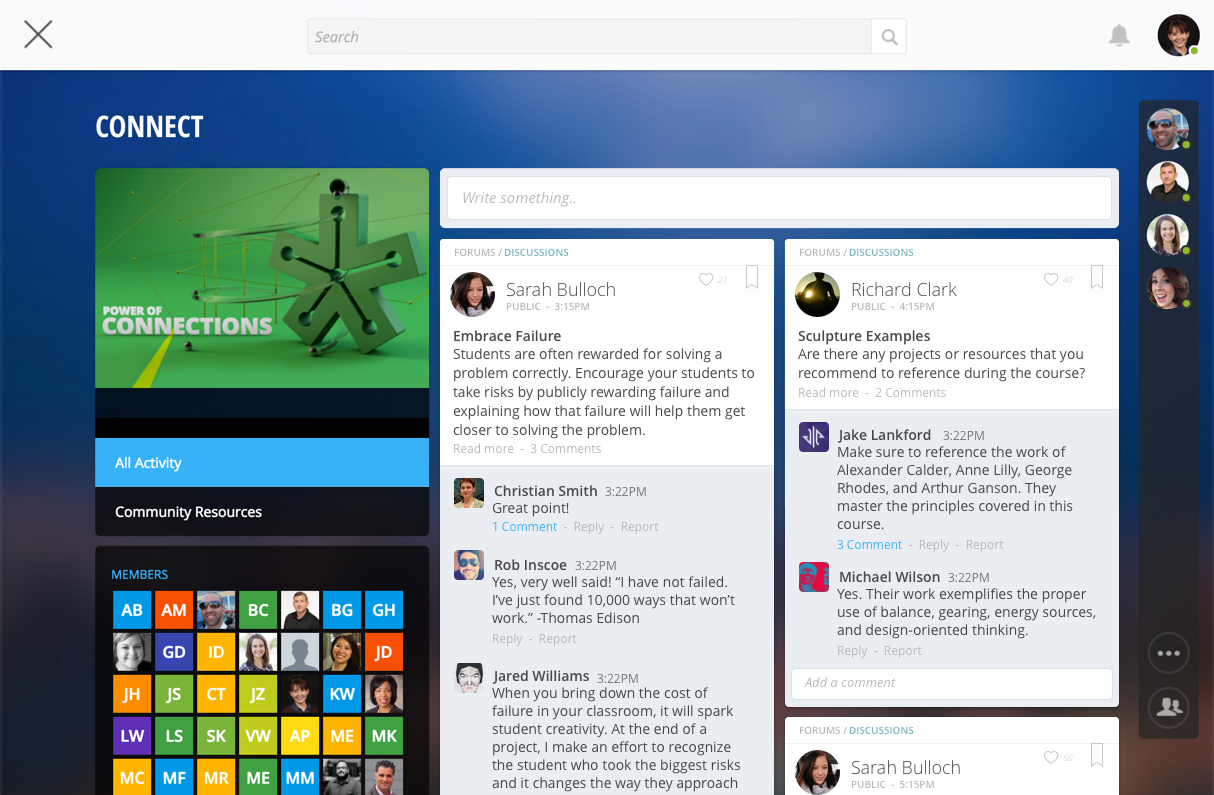 Search
CONNECT
POWER OF
CONNECTIONS
All Activity
Community Resources
MEMBERS
AB AM BC BG GH
GD ID JD
JH JS CT JZ KW
LW LS SK VW AP ME MK
MC MF MR ME MM
Write something..
FORUMS / DISCUSSIONS
Sarah Bulloch
21
PUBLIC - 3:15PM
Embrace Failure
Students are often rewarded for solving a
problem correctly. Encourage your students to
take risks by publicly rewarding failure and
explaining how that failure will help them get
closer to solving the problem.
Read more - 3 Comments
Christian Smith 3:22PM
Great point!
1 Comment - Reply - Report
Rob Inscoe 3:22PM
Yes, very well said! “I have not failed.
I’ve just found 10,000 ways that won’t
work.” -Thomas Edison
Reply - Report
Jared Williams 3:22PM
When you bring down the cost of
failure in your classroom, it will spark
student creativity. At the end of a
project, I make an effort to recognize
the student who took the biggest risks
and it changes the way they approach
FORUMS / DISCUSSIONS
Richard Clark
40
PUBLIC - 4:15PM
Sculpture Examples
Are there any projects or resources that you
recommend to reference during the course?
Read more - 2 Comments
Jake Lankford 3:22PM
Make sure to reference the work of
Alexander Calder, Anne Lilly, George
Rhodes, and Arthur Ganson. They
master the principles covered in this
course.
3 Comment - Reply - Report
Michael Wilson 3:22PM
Yes. Their work exemplifies the proper
use of balance, gearing, energy sources,
and design-oriented thinking.
Reply - Report
Add a comment
FORUMS / DISCUSSIONS
Sarah Bulloch
50
PUBLIC - 5:15PM